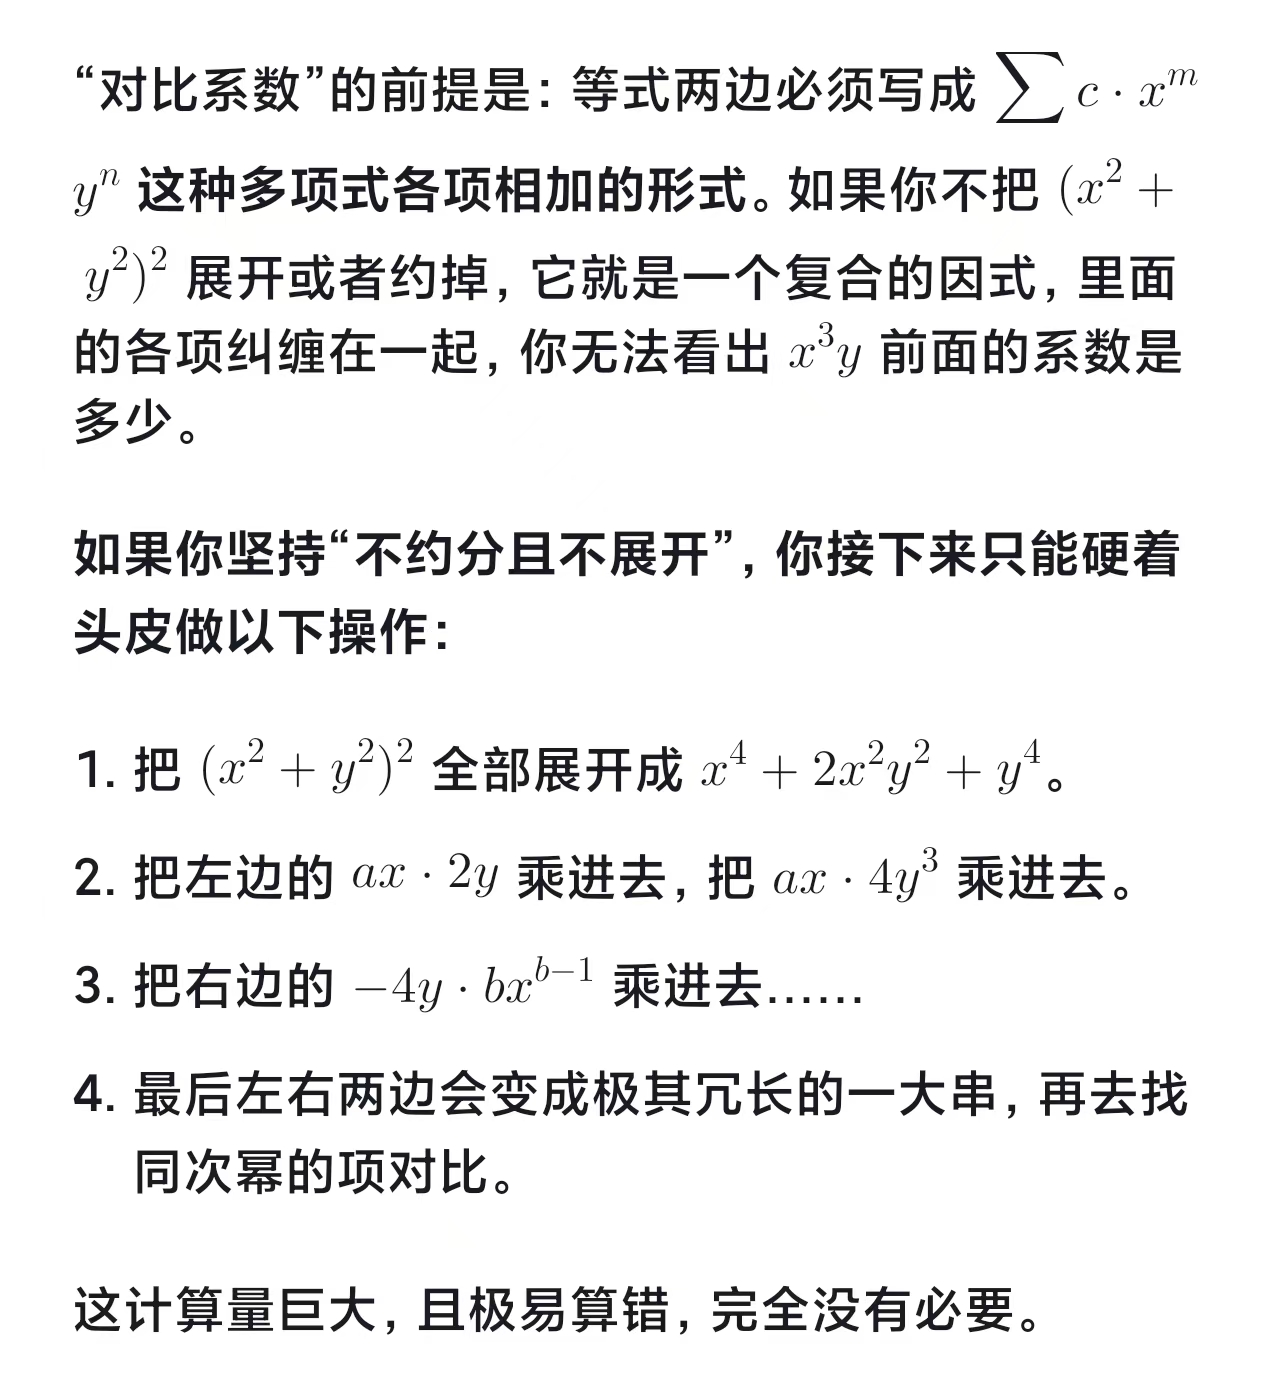 “对比系数”的前提是：等式两边必须写成 ∑ c · x^m
y^n 这种多项式各项相加的形式。如果你不把 (x^2 +
y^2)^2 展开或者约掉，它就是一个复合的因式，里面
的各项纠缠在一起，你无法看出 x^3y 前面的系数是
多少。
如果你坚持“不约分且不展开”，你接下来只能硬着
头皮做以下操作：
1. 把 (x^2 + y^2)^2 全部展开成 x^4 + 2x^2y^2 + y^4。
2. 把左边的 ax · 2y 乘进去，把 ax · 4y^3 乘进去。
3. 把右边的 −4y · bx^{b−1} 乘进去……
4. 最后左右两边会变成极其冗长的一大串，再去找
同次幂的项对比。
这计算量巨大，且极易算错，完全没有必要。